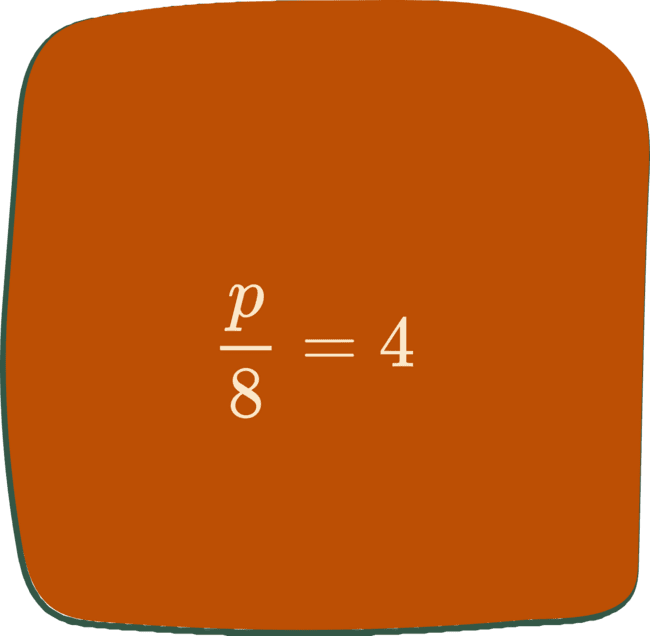 p/8 = 4